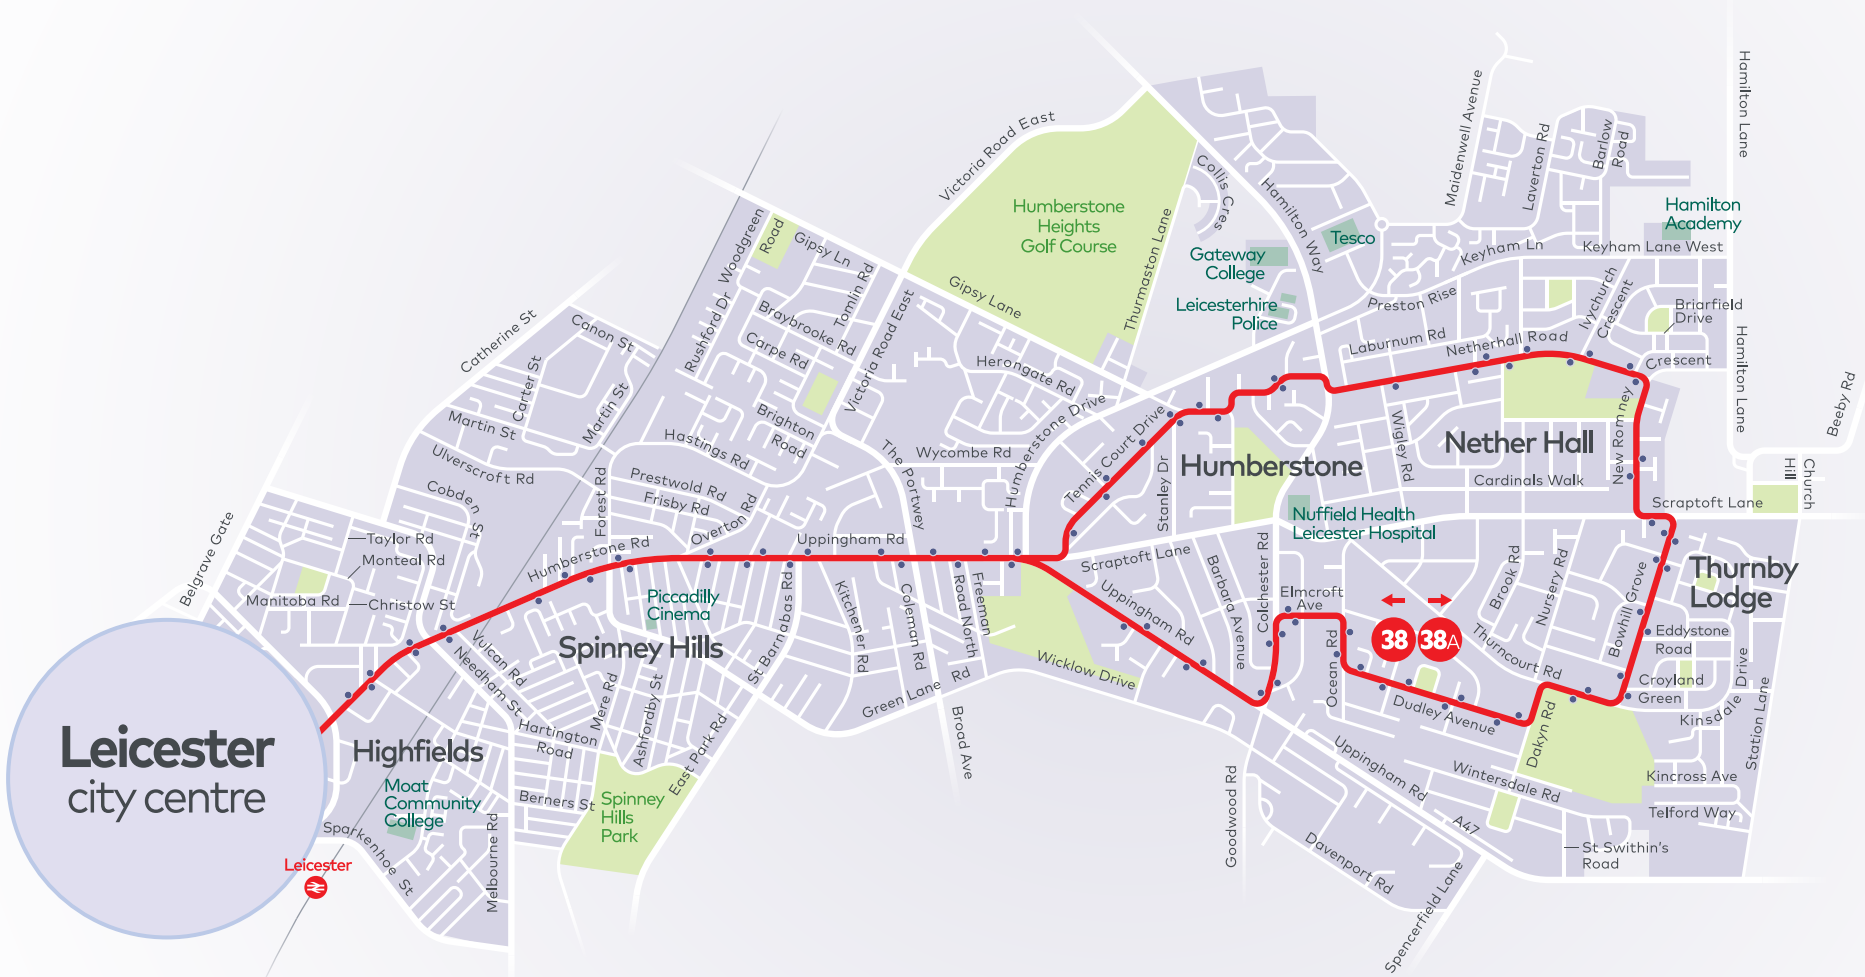 Leicester
city centre
Leicester
Highfields
Moat
Community
College
Sparkenhoe St
Melbourne Rd
Berners St
Hartington
Road
Needham St
Vulcan Rd
Belgrave Gate
Manitoba Rd
Christow St
Monteal Rd
Taylor Rd
Catherine St
Canon St
Carter St
Martin St
Martin St
Ulverscroft Rd
Cobden
St
Forest Rd
Humberstone Rd
Spinney Hills
Piccadilly
Cinema
Mere Rd
Ashfordby St
East Park Rd
Spinney
Hills
Park
St Barnabas Rd
Prestwold Rd
Frisby Rd
Overton Rd
Hastings Rd
Brighton
Road
Carpe Rd
Braybrooke Rd
Rushford Dr
Woodgreen
Road
Gipsy Ln
Tomlin Rd
Victoria Road East
Victoria Road East
Uppingham Rd
The Portwey
Wycombe Rd
Kitchener Rd
Coleman Rd
Road North
Freeman
Green Lane Rd
Broad Ave
Humberstone
Heights
Golf Course
Gipsy Lane
Herongate Rd
Humberstone Drive
Thurmaston Lane
Tennis Court Drive
Stanley Dr
Scraptoft Lane
Uppingham Rd
Wicklow Drive
Barbara Avenue
Colchester Rd
Elmcroft
Ave
Ocean Rd
Collis Cres
Hamilton Way
Gateway
College
Leicesterhire
Police
Tesco
Humberstone
Nuffield Health
Leicester Hospital
38
38A
Maidenwell Avenue
Laverton Rd
Barlow
Road
Hamilton Lane
Hamilton
Academy
Keyham Ln
Keyham Lane West
Preston Rise
Laburnum Rd
Netherhall Road
Ivychurch
Crescent
Briarfield
Drive
Crescent
Hamilton Lane
Beeby Rd
Wigley Rd
Nether Hall
New Romney
Cardinals Walk
Scraptoft Lane
Church
Hill
Thurnby
Lodge
Brook Rd
Nursery Rd
Bowhill Grove
Thurncourt Rd
Eddystone
Road
Croyland
Green
Kinsdale Drive
Station Lane
Dudley Avenue
Dakyn Rd
Kincross Ave
Telford Way
Wintersdale Rd
Uppingham Rd
A47
St Swithin's
Road
Goodwood Rd
Davenport Rd
Spencerfield Lane